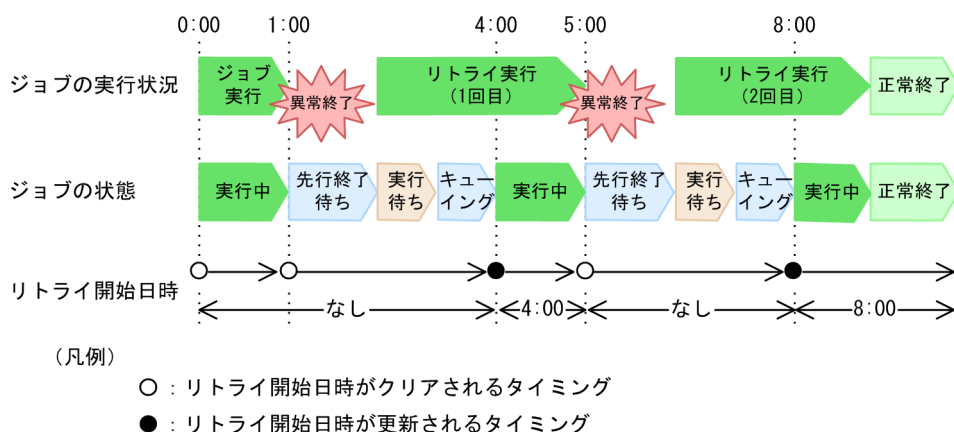 0:00 1:00 4:00 5:00 8:00
ジョブの実行状況
ジョブ
実行
異常終了
リトライ実行
(1回目)
異常終了
リトライ実行
(2回目)
正常終了
ジョブの状態
実行中
先行終了
待ち
実行
待ち
キュー
イング
実行中
先行終了
待ち
実行
待ち
キュー
イング
実行中
正常終了
リトライ開始日時
なし 4:00 なし 8:00
(凡例)
○ : リトライ開始日時がクリアされるタイミング
● : リトライ開始日時が更新されるタイミング